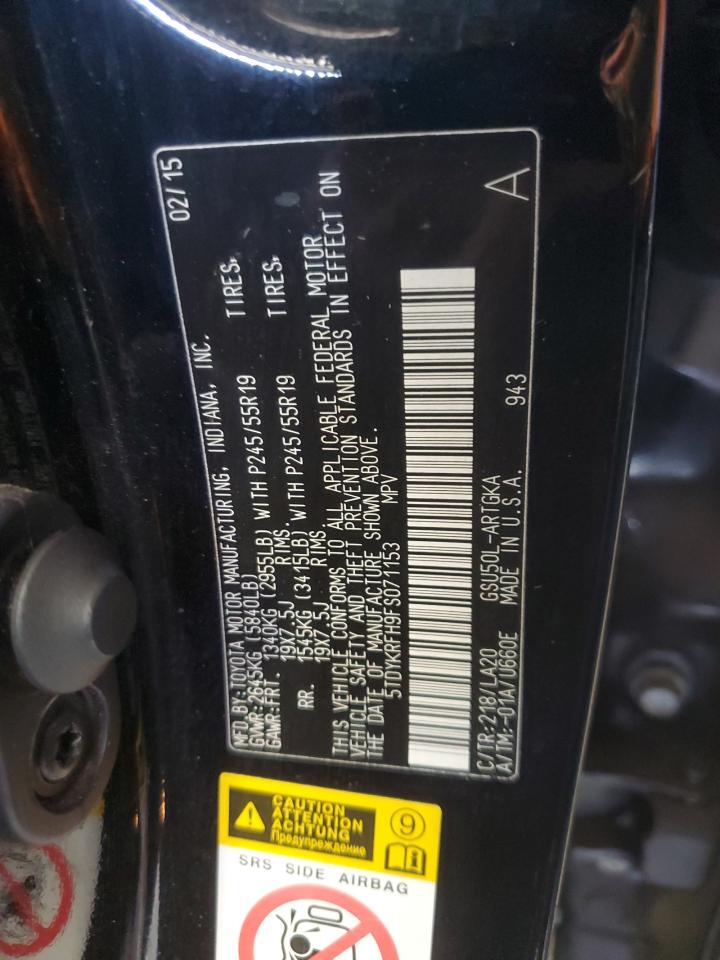 02/15
MFD.BY:TOYOTA MOTOR MANUFACTURING, INDIANA, INC.
GVWR:2645KG (5840LB)
GAWR:FRT. 1340KG (2955LB) WITH P245/55R19 TIRES,
19X7.5J RIMS.
RR. 1545KG (3415LB) WITH P245/55R19 TIRES,
19X7.5J RIMS.
THIS VEHICLE CONFORMS TO ALL APPLICABLE FEDERAL MOTOR
VEHICLE SAFETY AND THEFT PREVENTION STANDARDS IN EFFECT ON
THE DATE OF MANUFACTURE SHOWN ABOVE.
5TDYKRFH9FS071153 MPV
C/TR:218/LA20 GSU50L-ARTGKA
A/TM:-01A/U660E MADE IN U.S.A. 943 A
CAUTION
ATTENTION
ACHTUNG
Предупреждение
9
SRS SIDE AIRBAG